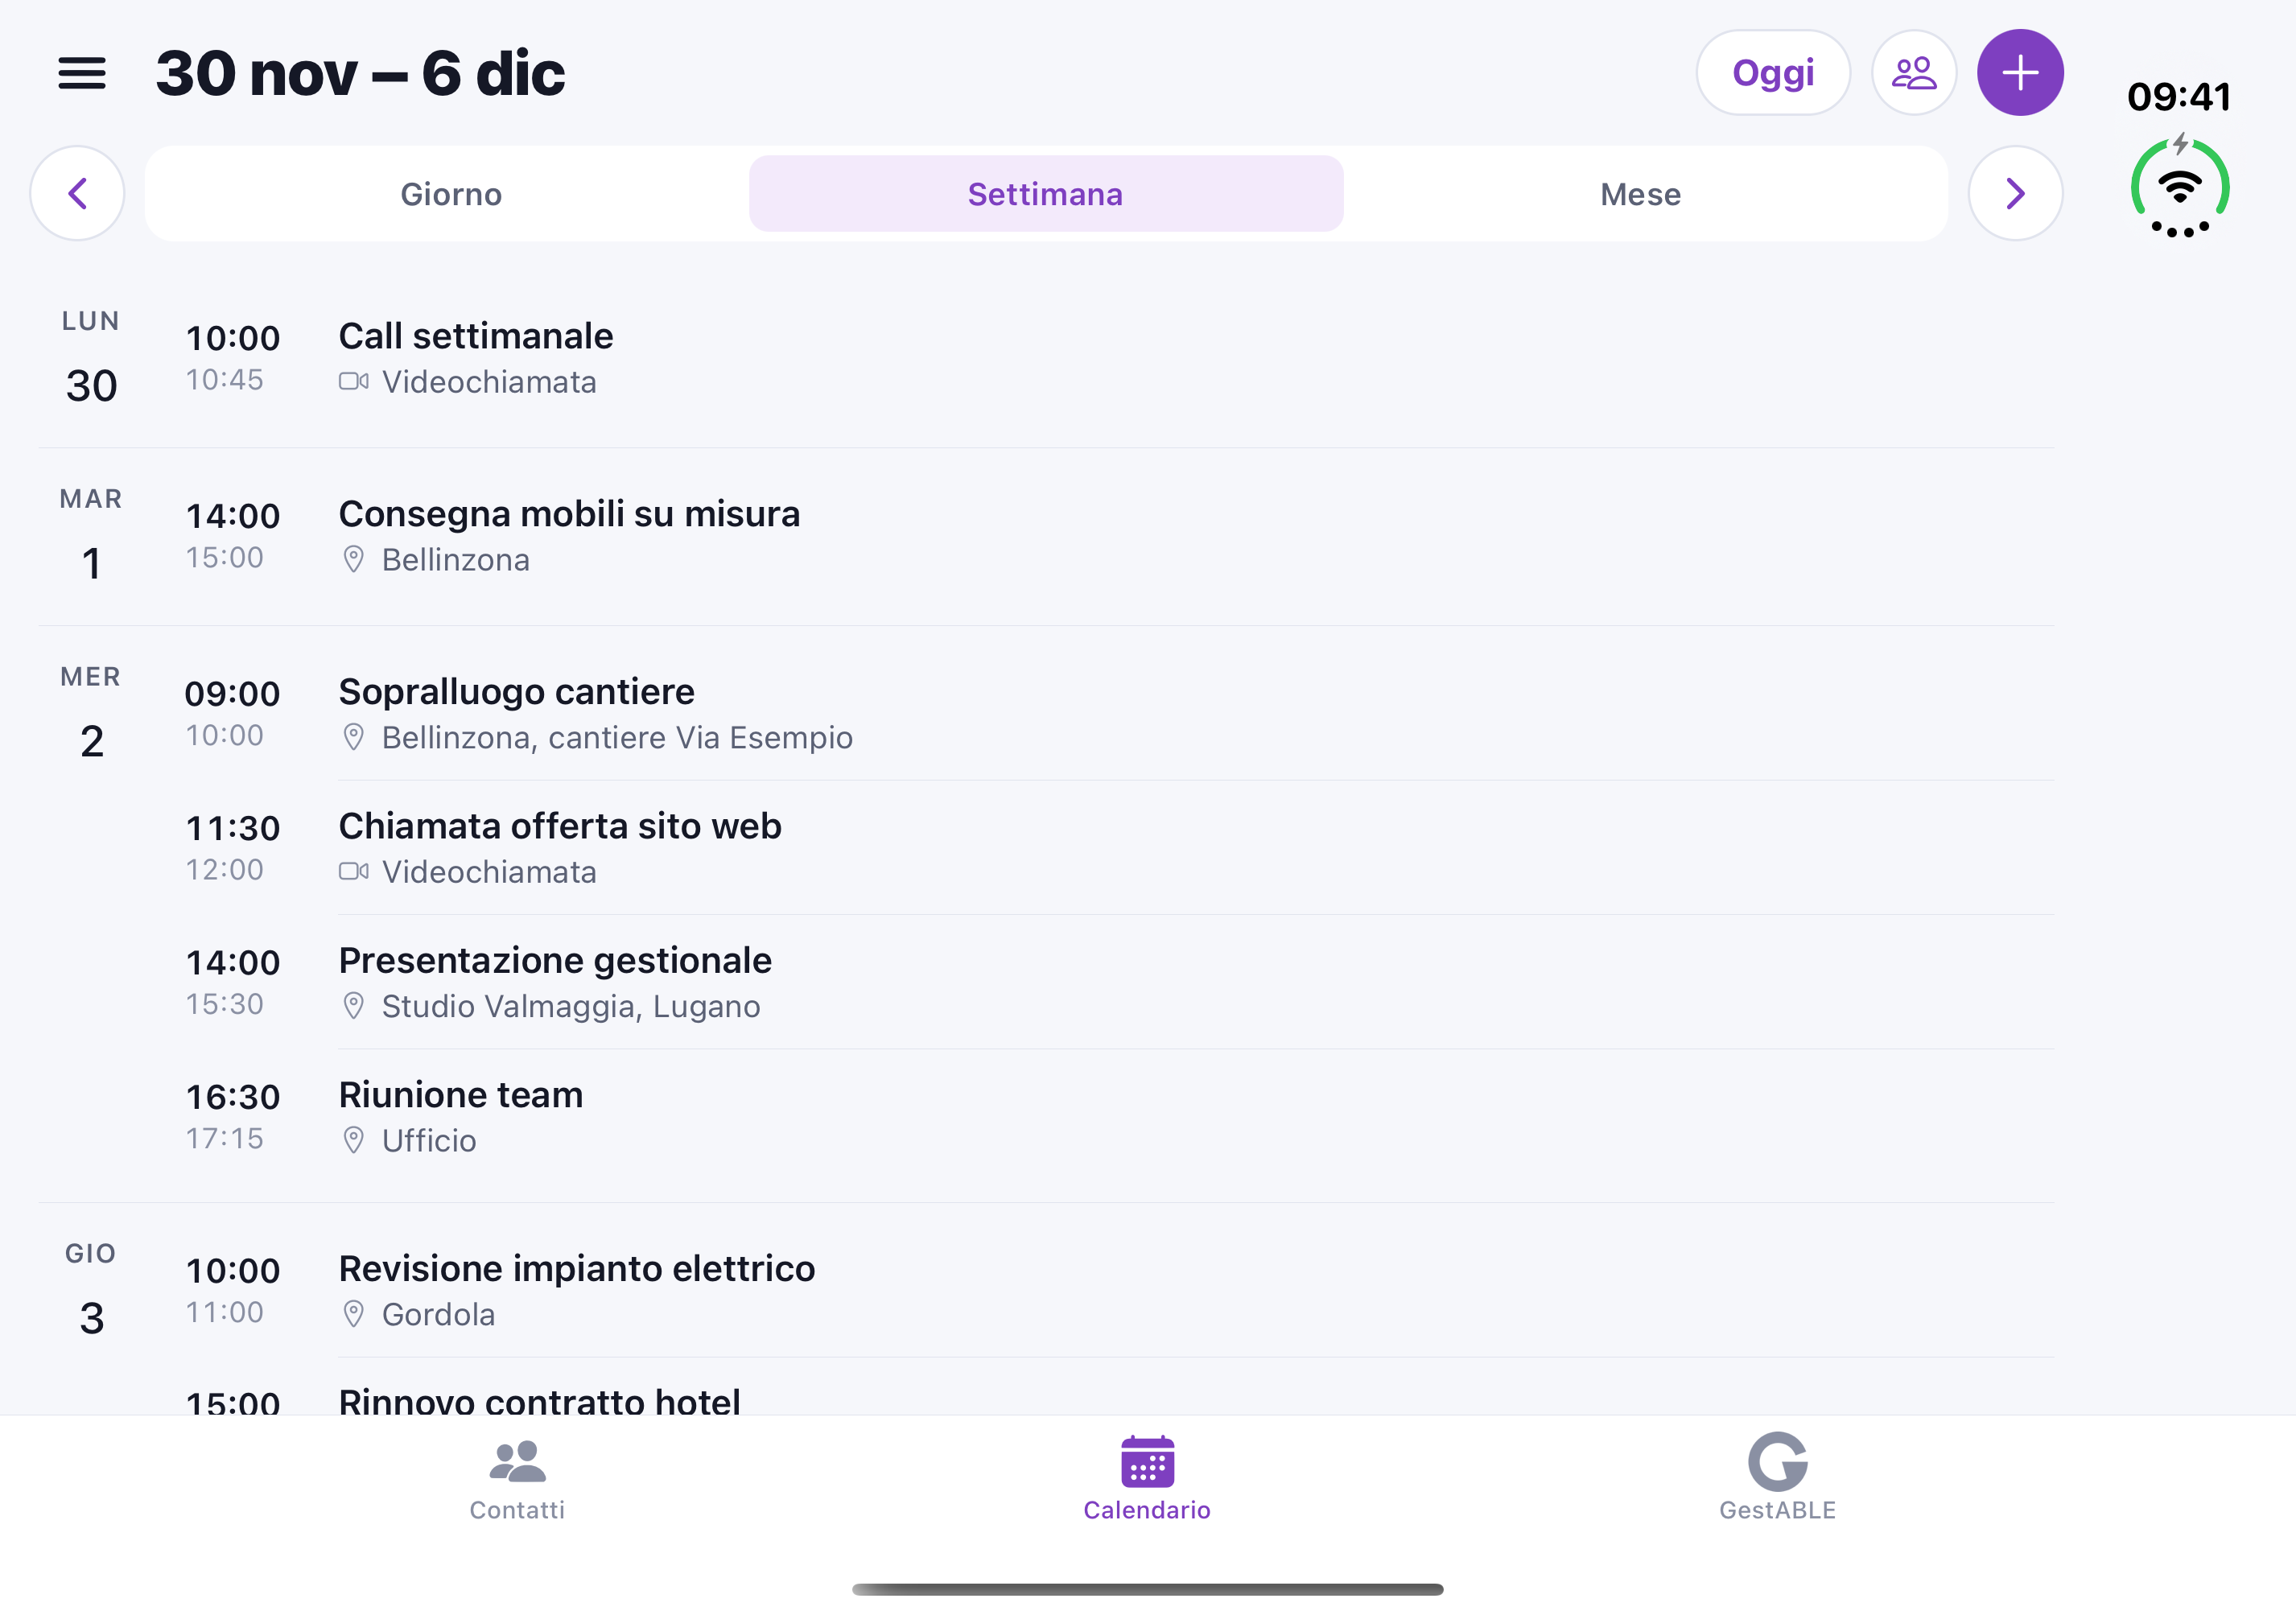 30 nov – 6 dic
Oggi
09:41
Giorno
Settimana
Mese
LUN
30
10:00
10:45
Call settimanale
Videochiamata
MAR
1
14:00
15:00
Consegna mobili su misura
Bellinzona
MER
2
09:00
10:00
Sopralluogo cantiere
Bellinzona, cantiere Via Esempio
11:30
12:00
Chiamata offerta sito web
Videochiamata
14:00
15:30
Presentazione gestionale
Studio Valmaggia, Lugano
16:30
17:15
Riunione team
Ufficio
GIO
3
10:00
11:00
Revisione impianto elettrico
Gordola
15:00
Rinnovo contratto hotel
Contatti
Calendario
GestABLE